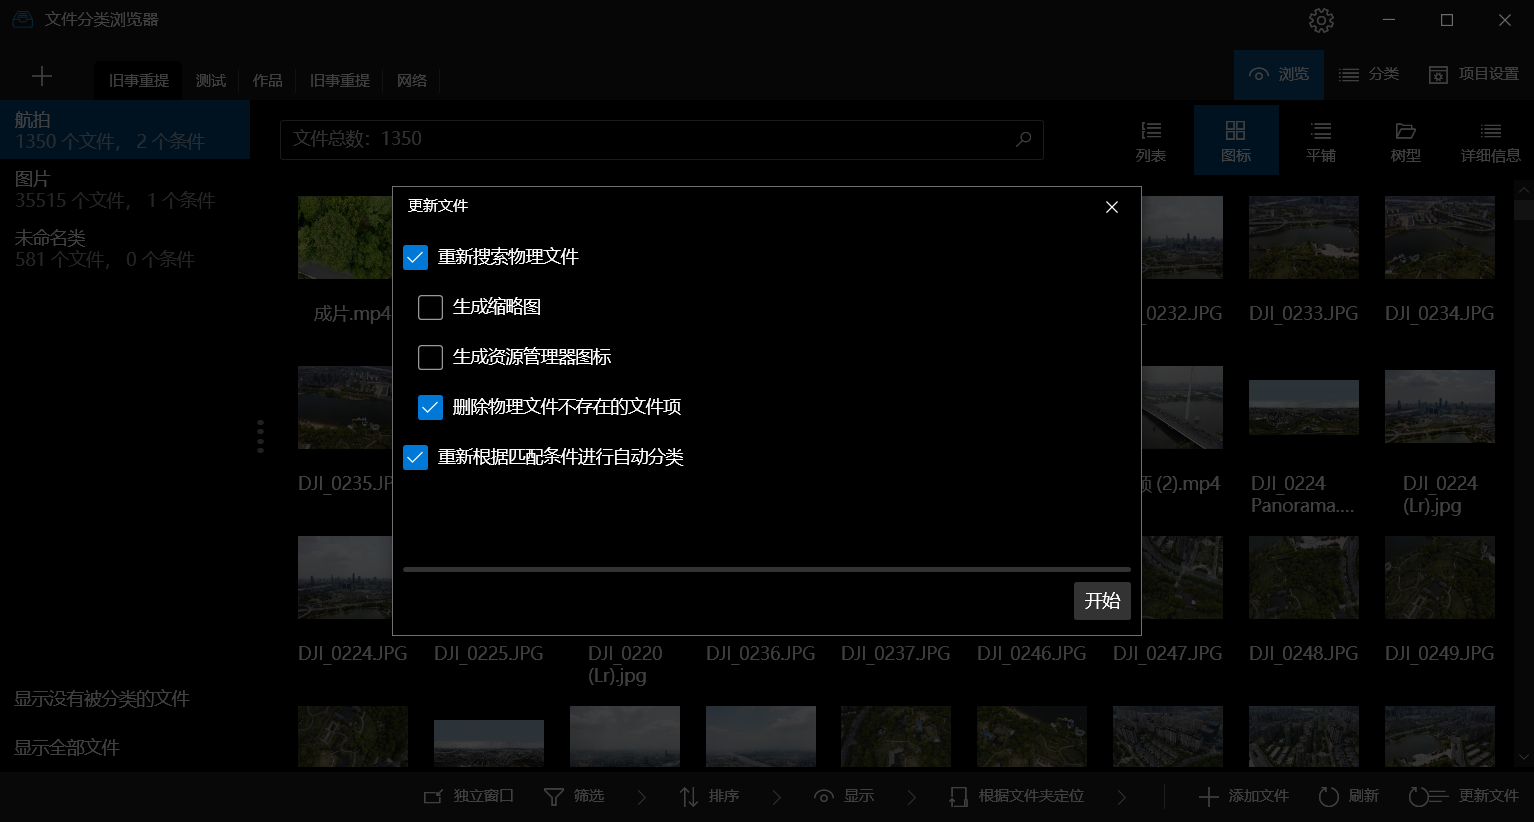 文件分类浏览器
旧事重提
测试
作品
旧事重提
网络
浏览
分类
项目设置
航拍
1350 个文件， 2 个条件
图片
35515 个文件， 1 个条件
未命名类
581 个文件， 0 个条件
显示没有被分类的文件
显示全部文件
文件总数：1350
列表
图标
平铺
树型
详细信息
更新文件
重新搜索物理文件
生成缩略图
生成资源管理器图标
删除物理文件不存在的文件项
重新根据匹配条件进行自动分类
开始
成片.mp4
_0232.JPG
DJI_0233.JPG
DJI_0234.JPG
DJI_0235.JP
(2).mp4
DJI_0224
Panorama....
DJI_0224
(Lr).jpg
DJI_0224.JPG
DJI_0225.JPG
DJI_0220
(Lr).jpg
DJI_0236.JPG
DJI_0237.JPG
DJI_0246.JPG
DJI_0247.JPG
DJI_0248.JPG
DJI_0249.JPG
独立窗口
筛选
排序
显示
根据文件夹定位
添加文件
刷新
更新文件